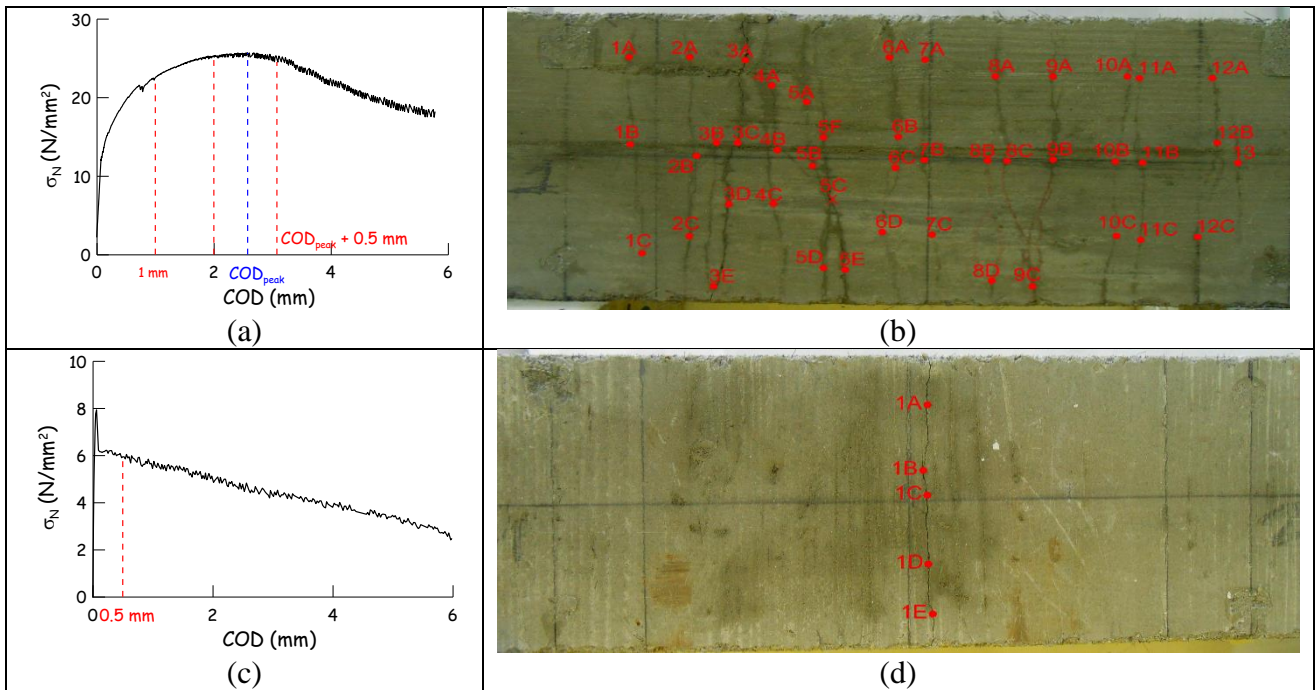 30
20
10
0
σN (N/mm²)
0 2 4 6
1 mm
CODpeak
CODpeak + 0.5 mm
COD (mm)
(a)
1A 2A 3A 6A 7A
4A 8A 9A 10A 11A 12A
5A
1B 3B 3C 4B 5F 6B 12B
2B 5B 6C 7B 8B 8C 9B 10B 11B 13
3D 4C 5C
1C 2C 6D 7C 10C 11C 12C
3E 5D 5E 8D 9C
(b)
10
8
6
4
2
0
σN (N/mm²)
0 0.5 mm 2 4 6
COD (mm)
(c)
1A
1B
1C
1D
1E
(d)